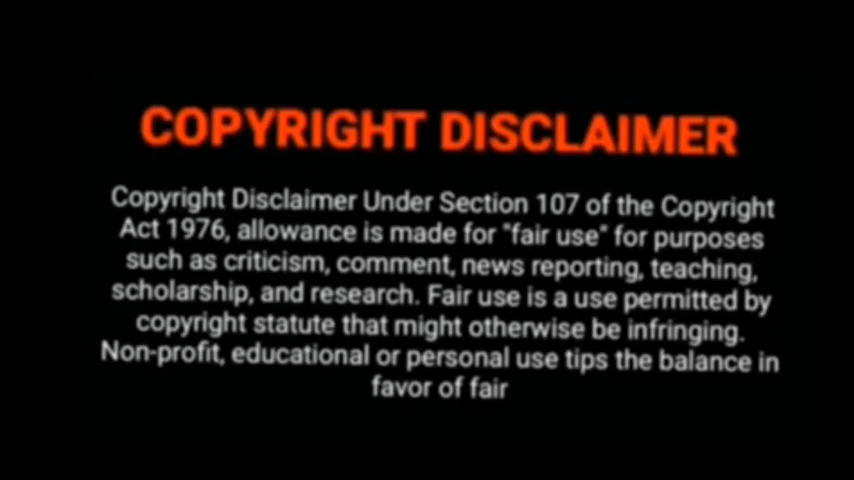 COPYRIGHT DISCLAIMER
Copyright Disclaimer Under Section 107 of the Copyright
Act 1976, allowance is made for "fair use" for purposes
such as criticism, comment, news reporting, teaching,
scholarship, and research. Fair use is a use permitted by
copyright statute that might otherwise be infringing.
Non-profit, educational or personal use tips the balance in
favor of fair